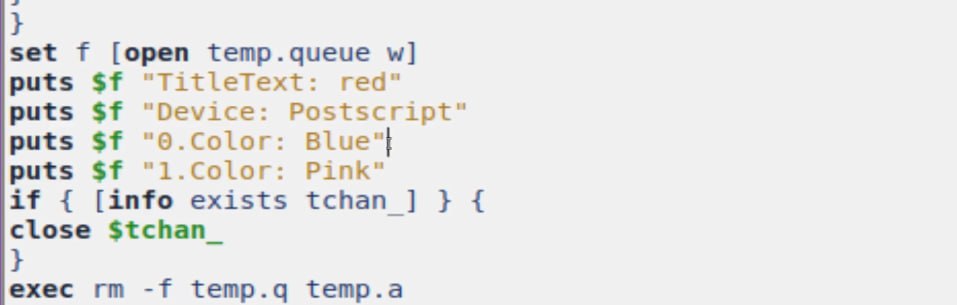 }
}
set f [open temp.queue w]
puts $f "TitleText: red"
puts $f "Device: Postscript"
puts $f "0.Color: Blue"
puts $f "1.Color: Pink"
if { [info exists tchan_] } {
close $tchan_
}
exec rm -f temp.q temp.a